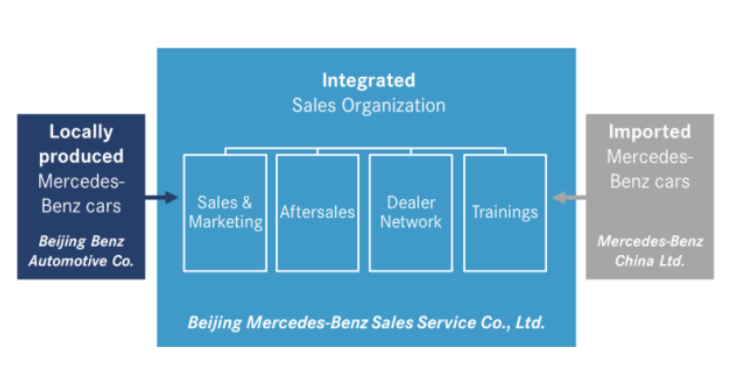 Integrated
Sales Organization
Locally
produced
Mercedes-
Benz cars
Beijing Benz
Automotive Co.
Sales &
Marketing
Aftersales
Dealer
Network
Trainings
Imported
Mercedes-
Benz cars
Mercedes-Benz
China Ltd.
Beijing Mercedes-Benz Sales Service Co., Ltd.